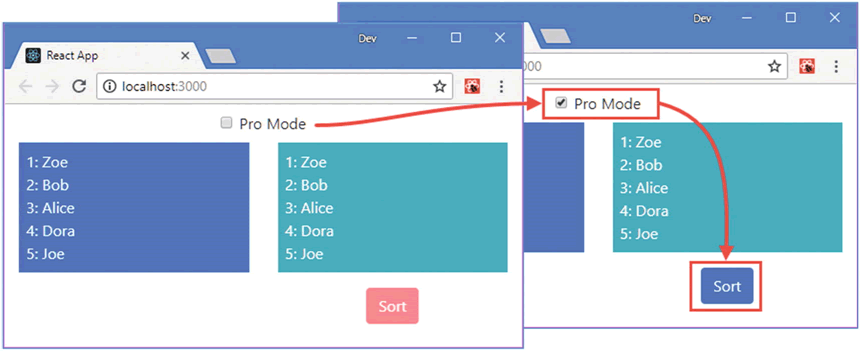 Dev
React App
localhost:3000
Pro Mode
1: Zoe
2: Bob
3: Alice
4: Dora
5: Joe
1: Zoe
2: Bob
3: Alice
4: Dora
5: Joe
Sort
Dev
000
Pro Mode
1: Zoe
2: Bob
3: Alice
4: Dora
5: Joe
Sort